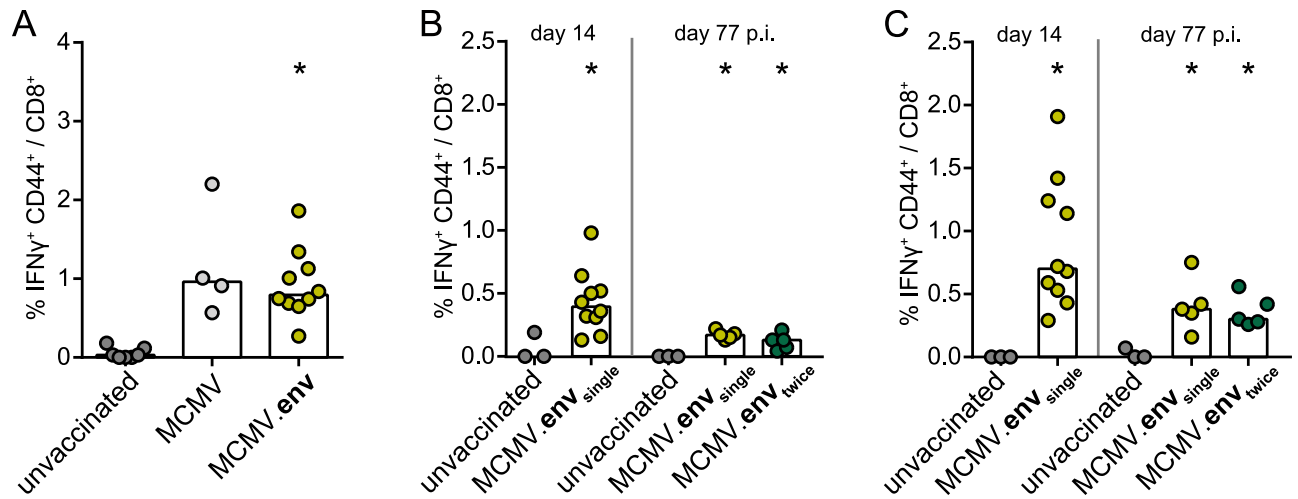 A
% IFNγ⁺ CD44⁺ / CD8⁺
4
3
2
1
0
*
unvaccinated
MCMV
MCMV.env
B
% IFNγ⁺ CD44⁺ / CD8⁺
2.5
2.0
1.5
1.0
0.5
0.0
day 14
day 77 p.i.
*
*
*
unvaccinated
MCMV.env single
unvaccinated
MCMV.env single
MCMV.env twice
C
% IFNγ⁺ CD44⁺ / CD8⁺
2.5
2.0
1.5
1.0
0.5
0.0
day 14
day 77 p.i.
*
*
*
unvaccinated
MCMV.env single
unvaccinated
MCMV.env single
MCMV.env twice